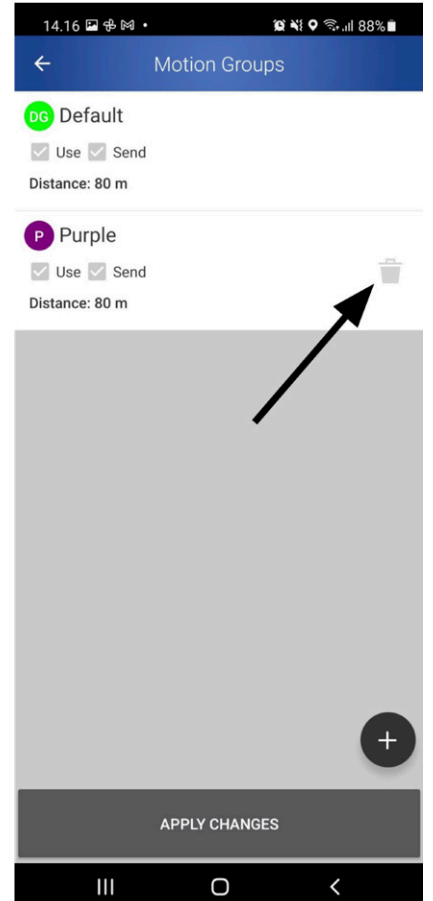 14.16 88%
Motion Groups
DG Default
Use Send
Distance: 80 m
P Purple
Use Send
Distance: 80 m
+
APPLY CHANGES